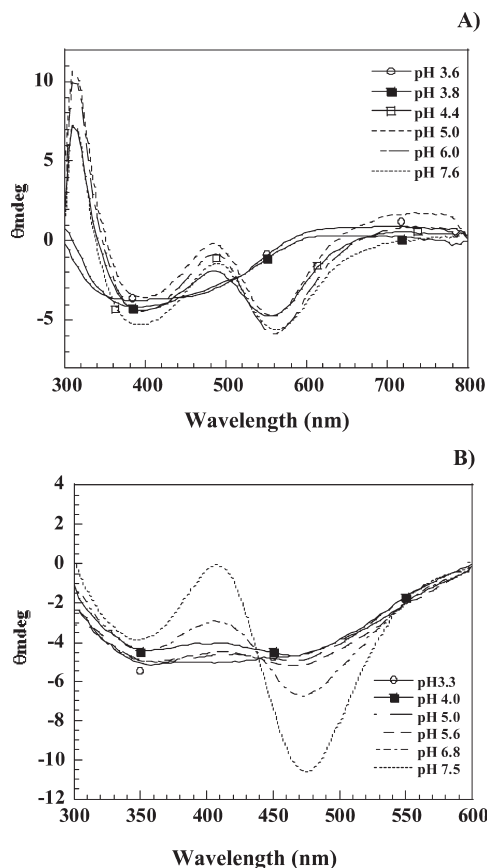 A)
10
5
0
-5
θmdeg
pH 3.6
pH 3.8
pH 4.4
pH 5.0
pH 6.0
pH 7.6
300 400 500 600 700 800
Wavelength (nm)
B)
4
2
0
-2
-4
-6
-8
-10
-12
θmdeg
pH3.3
pH 4.0
pH 5.0
pH 5.6
pH 6.8
pH 7.5
300 350 400 450 500 550 600
Wavelength (nm)